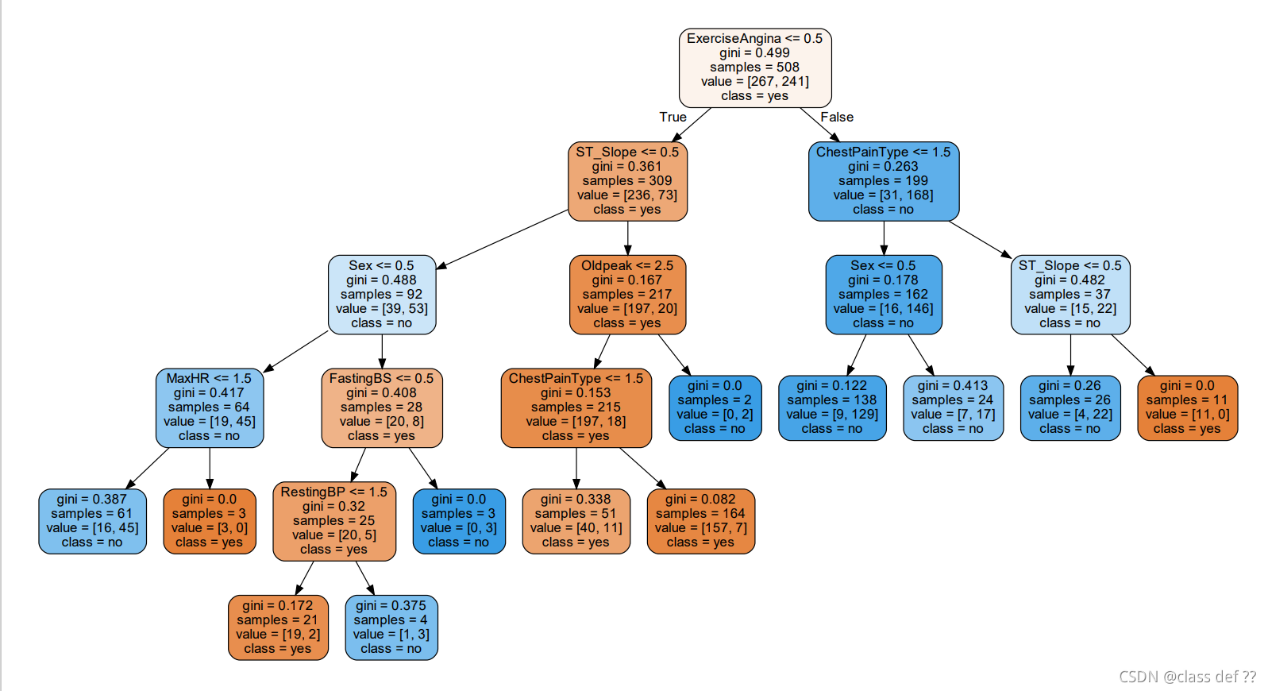 ExerciseAngina <= 0.5
gini = 0.499
samples = 508
value = [267, 241]
class = yes
True
False
ST_Slope <= 0.5
gini = 0.361
samples = 309
value = [236, 73]
class = yes
ChestPainType <= 1.5
gini = 0.263
samples = 199
value = [31, 168]
class = no
Sex <= 0.5
gini = 0.488
samples = 92
value = [39, 53]
class = no
Oldpeak <= 2.5
gini = 0.167
samples = 217
value = [197, 20]
class = yes
Sex <= 0.5
gini = 0.178
samples = 162
value = [16, 146]
class = no
ST_Slope <= 0.5
gini = 0.482
samples = 37
value = [15, 22]
class = no
MaxHR <= 1.5
gini = 0.417
samples = 64
value = [19, 45]
class = no
FastingBS <= 0.5
gini = 0.408
samples = 28
value = [20, 8]
class = yes
ChestPainType <= 1.5
gini = 0.153
samples = 215
value = [197, 18]
class = yes
gini = 0.0
samples = 2
value = [0, 2]
class = no
gini = 0.122
samples = 138
value = [9, 129]
class = no
gini = 0.413
samples = 24
value = [7, 17]
class = no
gini = 0.26
samples = 26
value = [4, 22]
class = no
gini = 0.0
samples = 11
value = [11, 0]
class = yes
gini = 0.387
samples = 61
value = [16, 45]
class = no
gini = 0.0
samples = 3
value = [3, 0]
class = yes
RestingBP <= 1.5
gini = 0.32
samples = 25
value = [20, 5]
class = yes
gini = 0.0
samples = 3
value = [0, 3]
class = no
gini = 0.338
samples = 51
value = [40, 11]
class = yes
gini = 0.082
samples = 164
value = [157, 7]
class = yes
gini = 0.172
samples = 21
value = [19, 2]
class = yes
gini = 0.375
samples = 4
value = [1, 3]
class = no
CSDN @class def ??